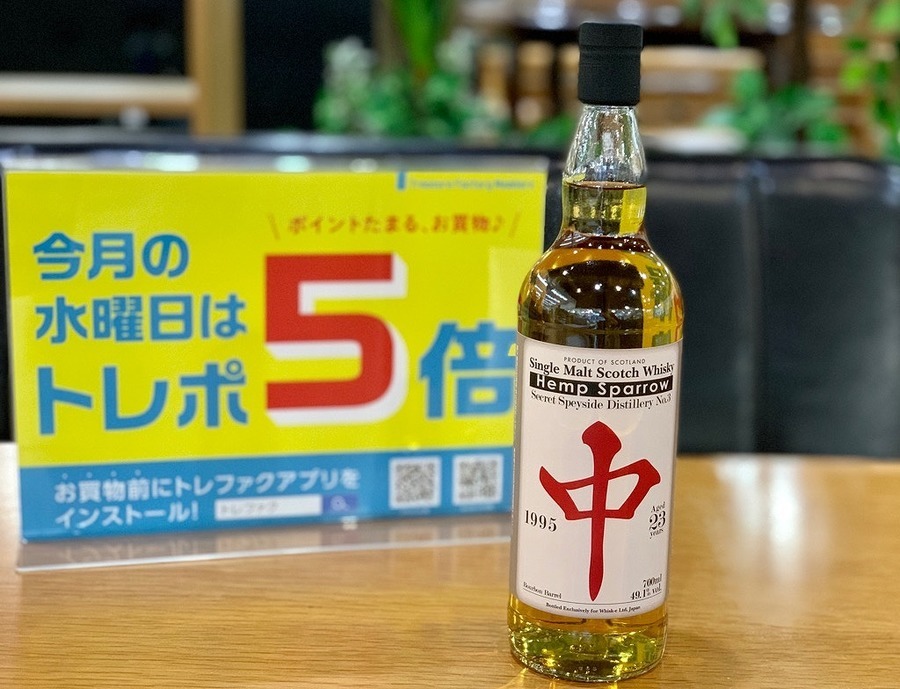 Treasure Factory Members
ポイントたまる、お買物♪
今月の
水曜日は
トレポ
5倍
お買物前にトレファクアプリを
インストール!
トレファク
PRODUCT OF SCOTLAND
Single Malt Scotch Whisky
Hemp Sparrow
Secret Speyside Distillery No.3
中
1995
Aged
23
years
Bourbon Barrel
700ml
49.1% vol.
Bottled Exclusively for Whisk-e Ltd, Japan